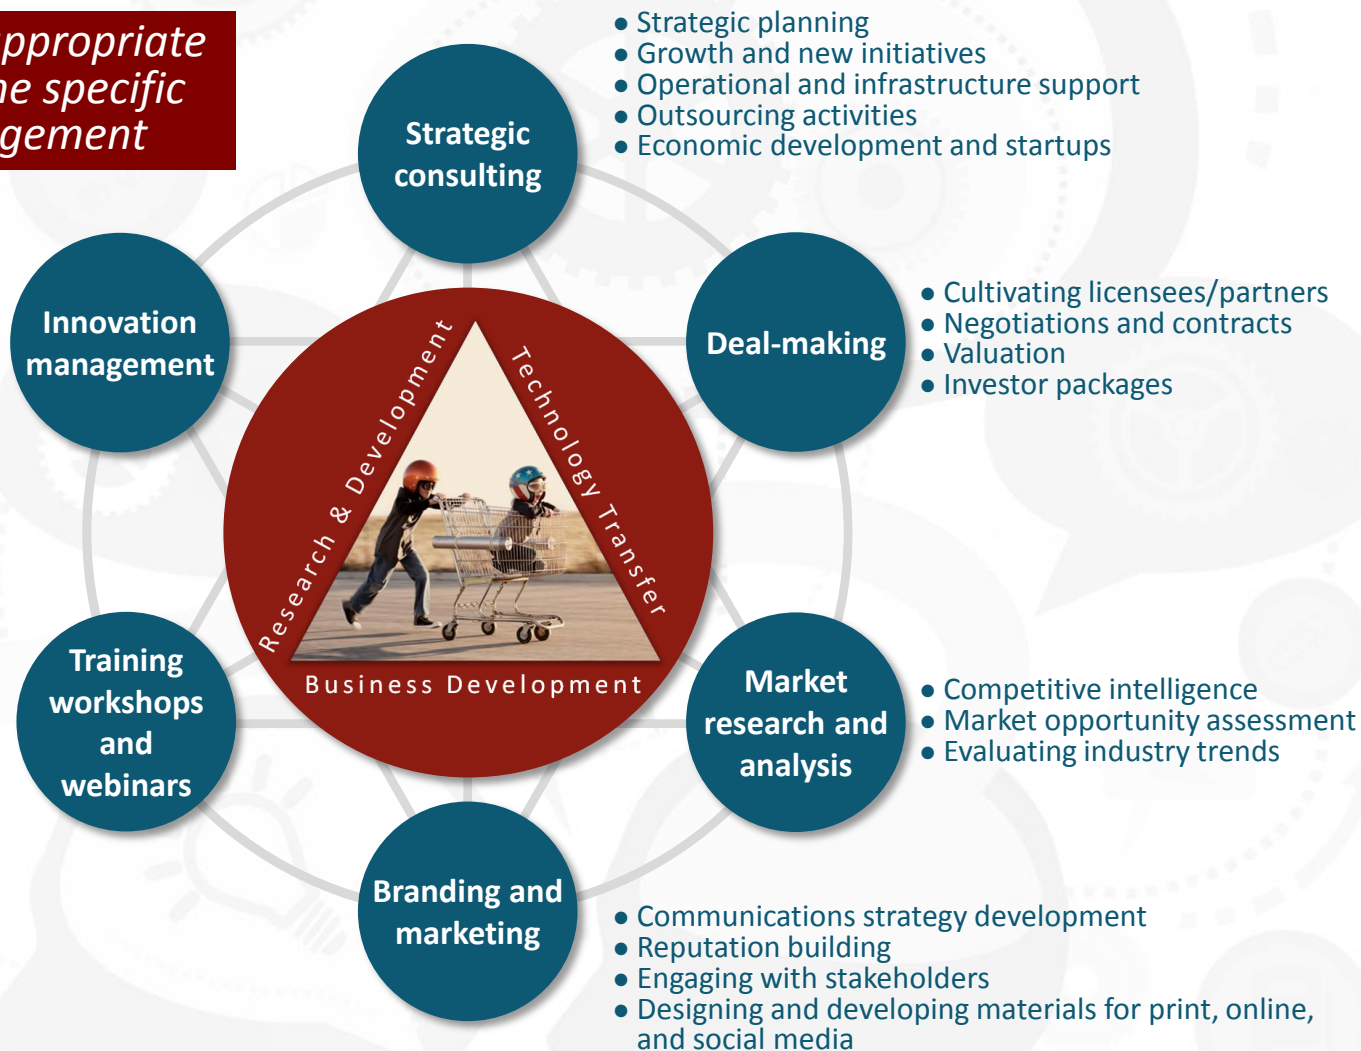 appropriate
he specific
gement
Strategic
consulting
● Strategic planning
● Growth and new initiatives
● Operational and infrastructure support
● Outsourcing activities
● Economic development and startups
Innovation
management
Deal-making
● Cultivating licensees/partners
● Negotiations and contracts
● Valuation
● Investor packages
Research & Development
Technology Transfer
Business Development
Training
workshops
and
webinars
Market
research and
analysis
● Competitive intelligence
● Market opportunity assessment
● Evaluating industry trends
Branding and
marketing
● Communications strategy development
● Reputation building
● Engaging with stakeholders
● Designing and developing materials for print, online,
and social media